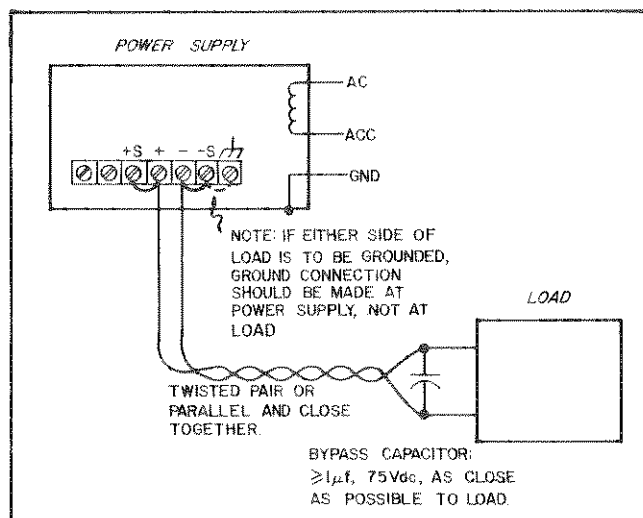 POWER SUPPLY
AC
ACC
GND
+S + - -S
NOTE: IF EITHER SIDE OF
LOAD IS TO BE GROUNDED,
GROUND CONNECTION
SHOULD BE MADE AT
POWER SUPPLY, NOT AT
LOAD
LOAD
TWISTED PAIR OR
PARALLEL AND CLOSE
TOGETHER.
BYPASS CAPACITOR:
≥1μf, 75Vdc, AS CLOSE
AS POSSIBLE TO LOAD.